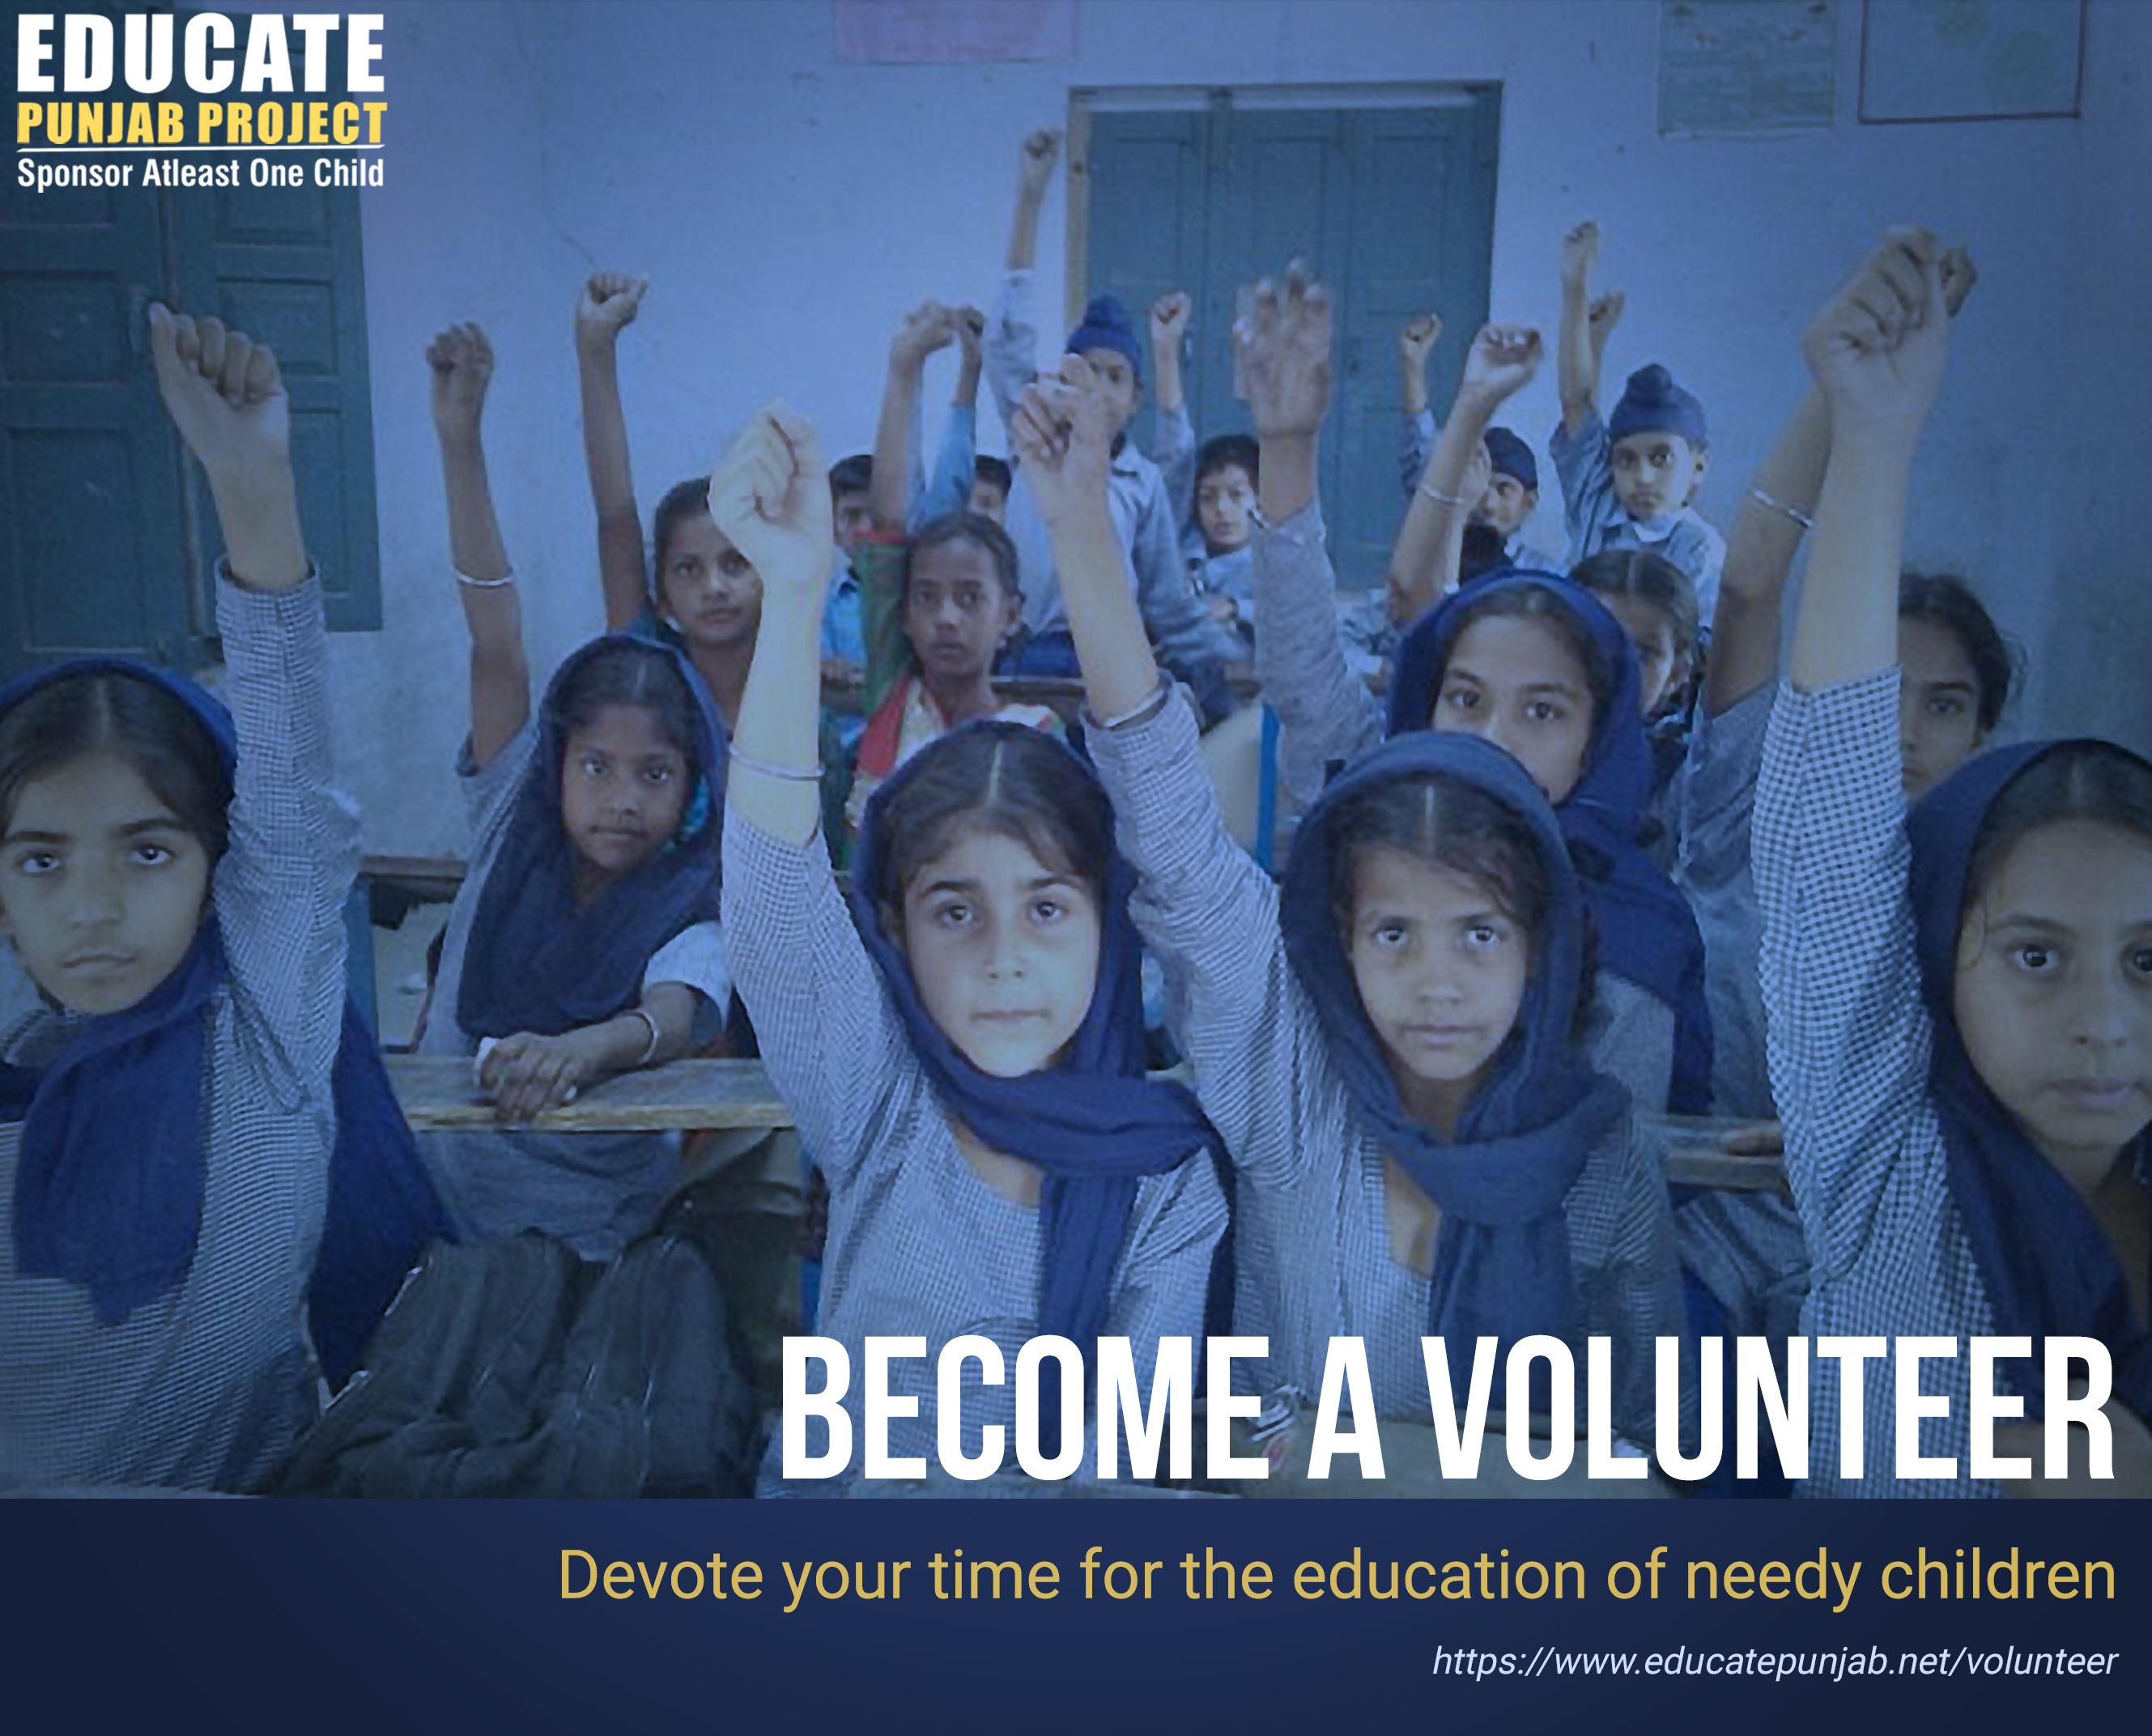 EDUCATE
PUNJAB PROJECT
Sponsor Atleast One Child
BECOME A VOLUNTEER
Devote your time for the education of needy children
https://www.educatepunjab.net/volunteer